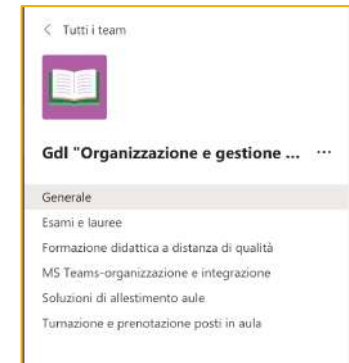 Tutti i team
GdI "Organizzazione e gestione ...
Generale
Esami e lauree
Formazione didattica a distanza di qualità
MS Teams-organizzazione e integrazione
Soluzioni di allestimento aule
Turnazione e prenotazione posti in aula